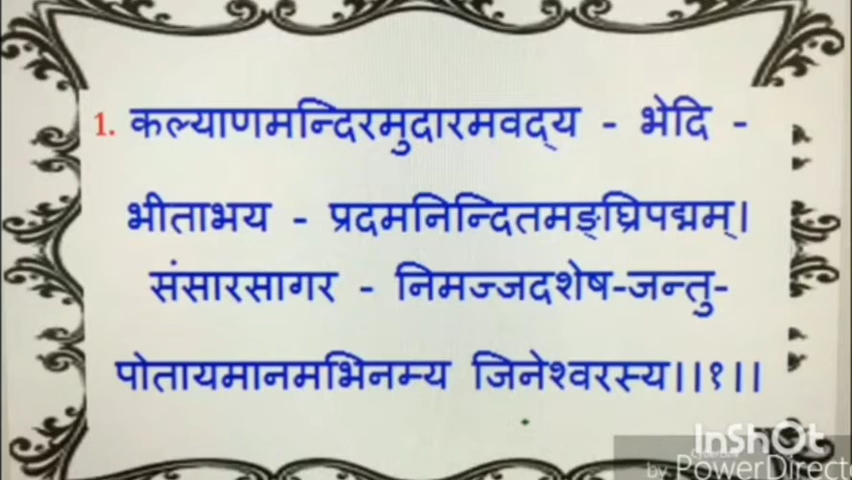 1. कल्याणमन्दिरमुदारमवद्य - भेदि -
भीताभय - प्रदमनिन्दितमङ्घ्रिपद्मम्।
संसारसागर - निमज्जदशेष-जन्तु-
पोतायमानमभिनम्य जिनेश्वरस्य।।१।।
InShOt
by PowerDirect